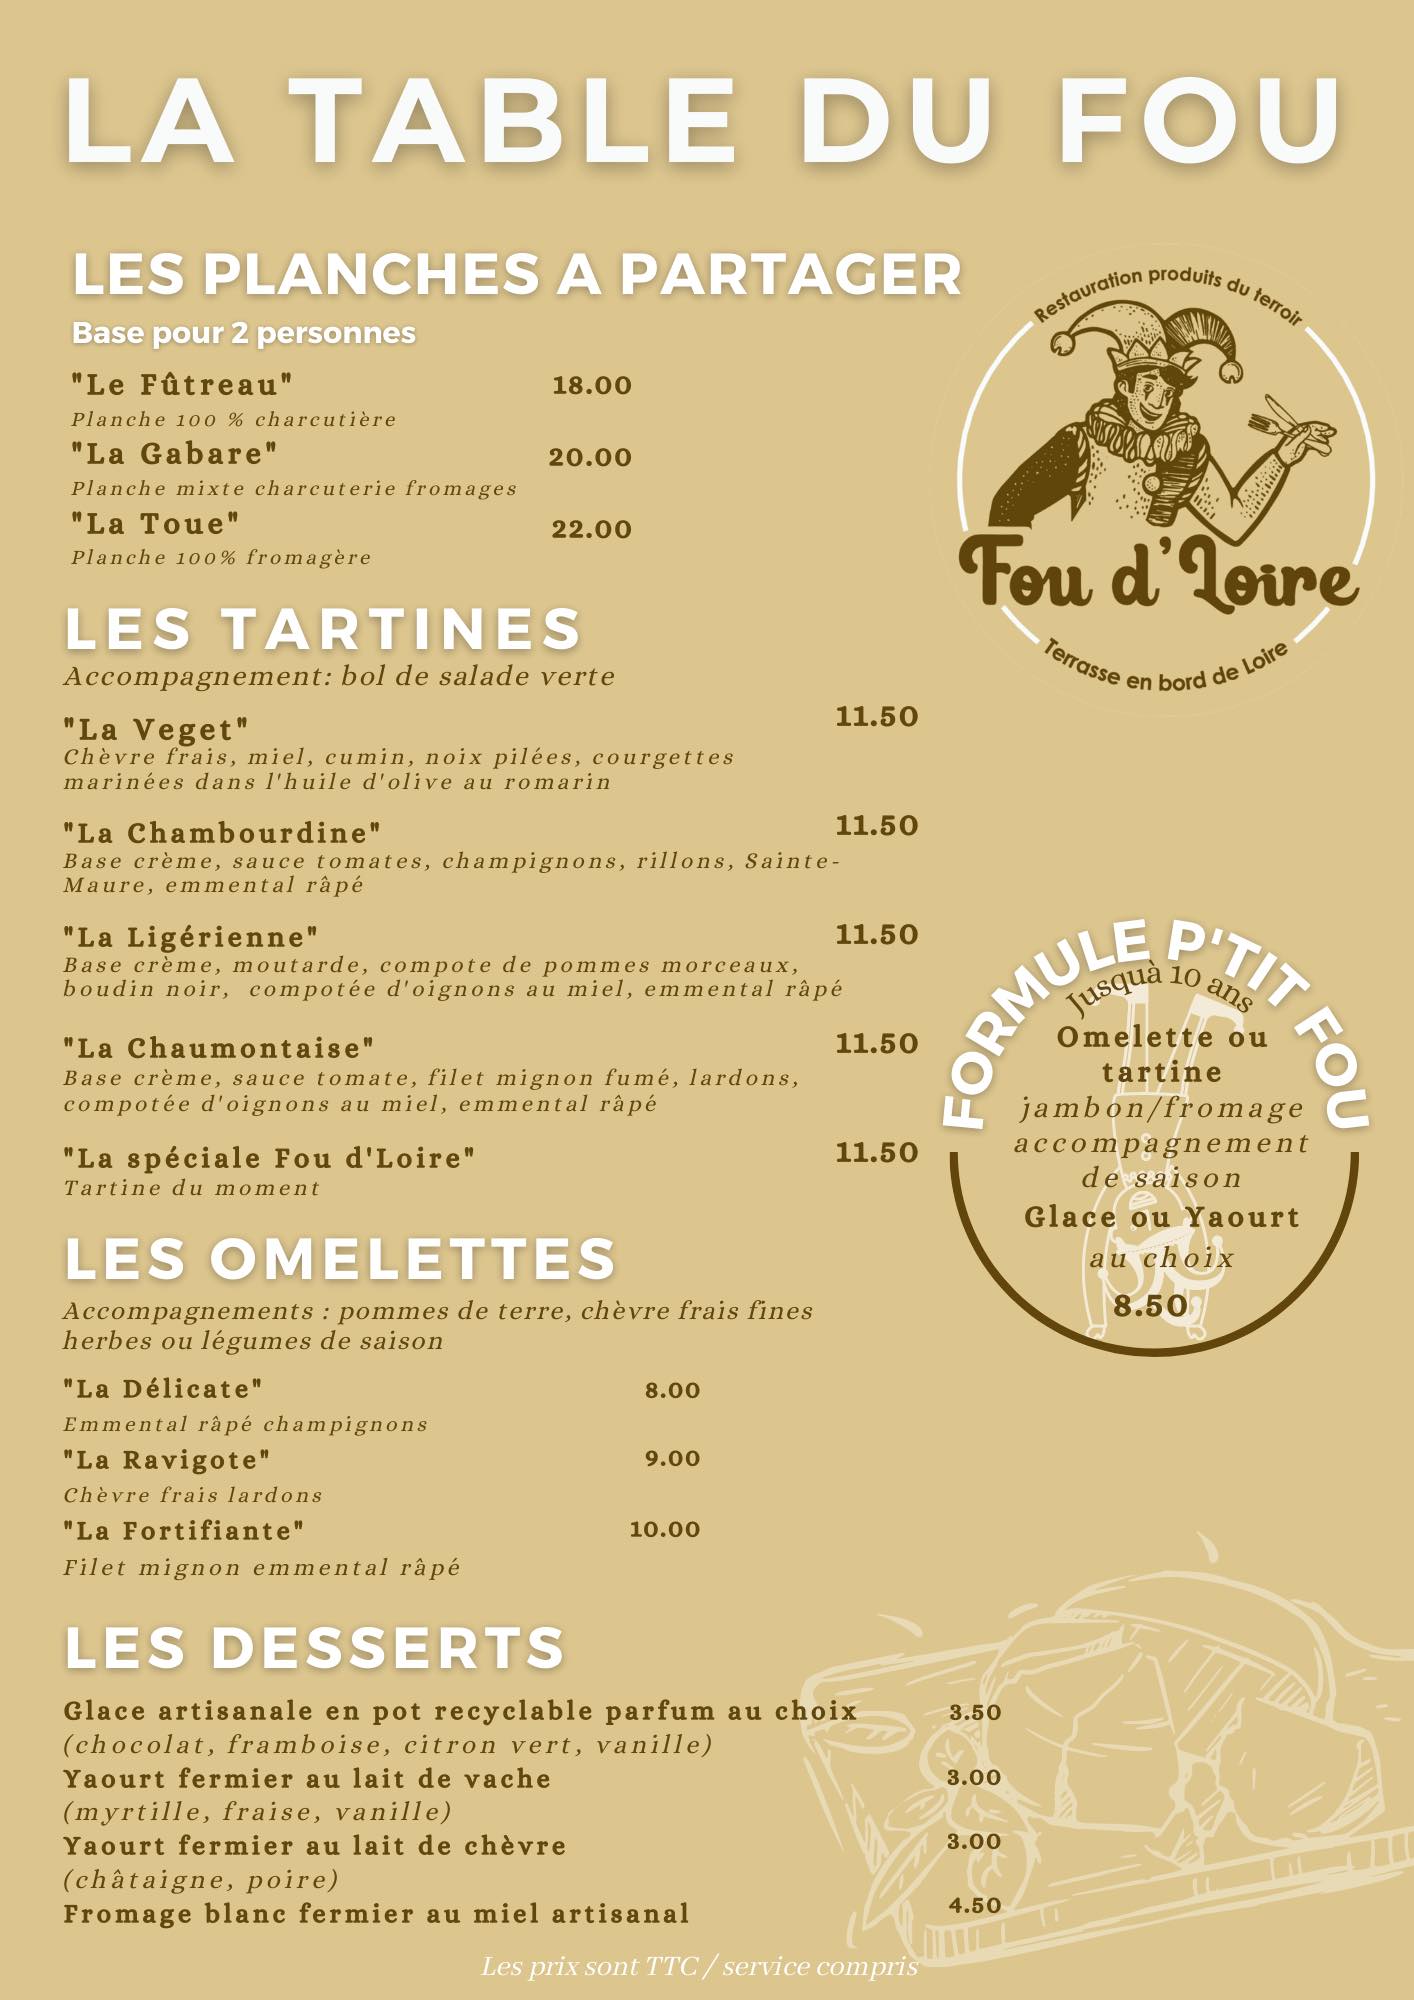 LA TABLE DU FOU
LES PLANCHES A PARTAGER
Base pour 2 personnes
"Le Fûtreau" 18.00
Planche 100 % charcutière
"La Gabare" 20.00
Planche mixte charcuterie fromages
"La Toue" 22.00
Planche 100% fromagère
Restauration produits du terroir
Fou d'Loire
Terrasse en bord de Loire
LES TARTINES
Accompagnement: bol de salade verte
"La Veget" 11.50
Chèvre frais, miel, cumin, noix pilées, courgettes
marinées dans l'huile d'olive au romarin
"La Chambourdine" 11.50
Base crème, sauce tomates, champignons, rillons, Sainte-
Maure, emmental râpé
"La Ligérienne" 11.50
Base crème, moutarde, compote de pommes morceaux,
boudin noir, compotée d'oignons au miel, emmental râpé
"La Chaumontaise" 11.50
Base crème, sauce tomate, filet mignon fumé, lardons,
compotée d'oignons au miel, emmental râpé
"La spéciale Fou d'Loire" 11.50
Tartine du moment
FORMULE P'TIT FOU
Jusquà 10 ans
Omelette ou
tartine
jambon/fromage
accompagnement
de saison
Glace ou Yaourt
au choix
8.50
LES OMELETTES
Accompagnements : pommes de terre, chèvre frais fines
herbes ou légumes de saison
"La Délicate" 8.00
Emmental râpé champignons
"La Ravigote" 9.00
Chèvre frais lardons
"La Fortifiante" 10.00
Filet mignon emmental râpé
LES DESSERTS
Glace artisanale en pot recyclable parfum au choix 3.50
(chocolat, framboise, citron vert, vanille)
Yaourt fermier au lait de vache 3.00
(myrtille, fraise, vanille)
Yaourt fermier au lait de chèvre 3.00
(châtaigne, poire)
Fromage blanc fermier au miel artisanal 4.50
Les prix sont TTC / service compris